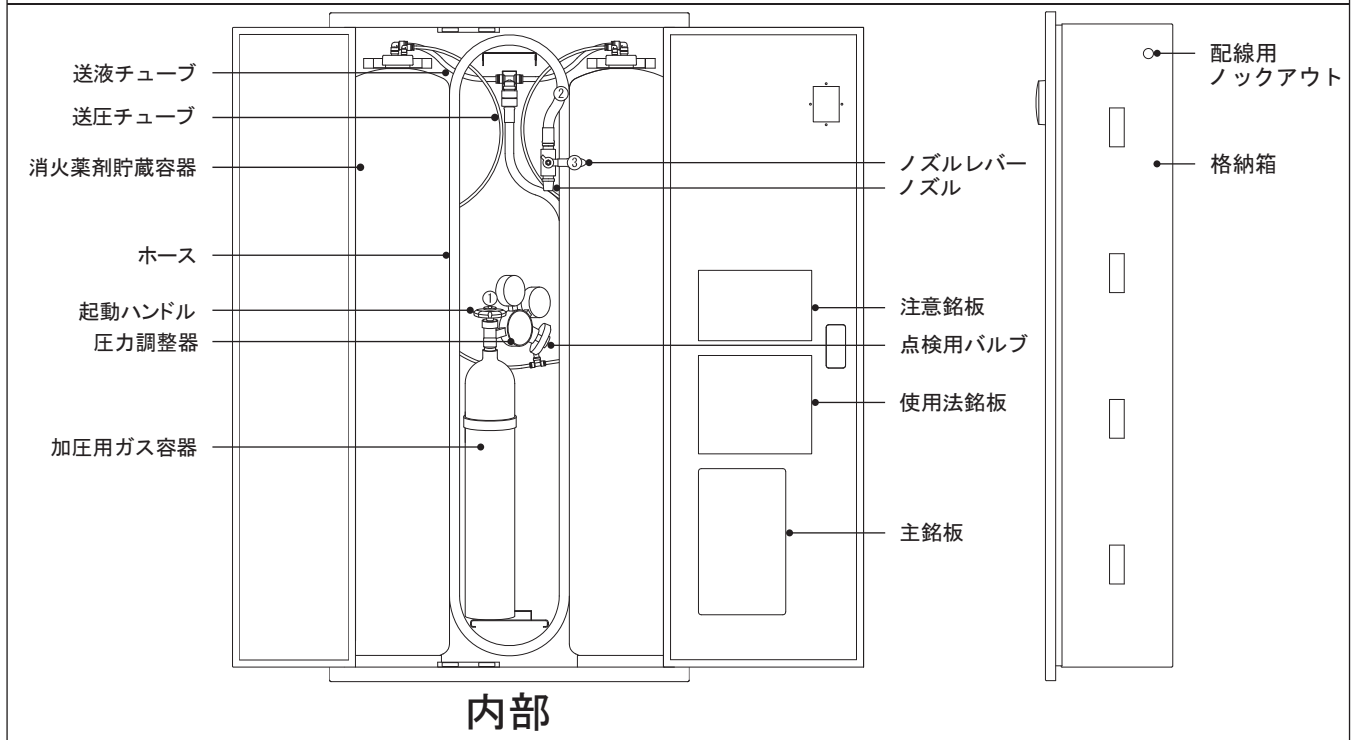 送液チューブ
送圧チューブ
消火薬剤貯蔵容器
ホース
起動ハンドル
圧力調整器
加圧用ガス容器
①
②
③
ノズルレバー
ノズル
注意銘板
点検用バルブ
使用法銘板
主銘板
配線用
ノックアウト
格納箱
内部